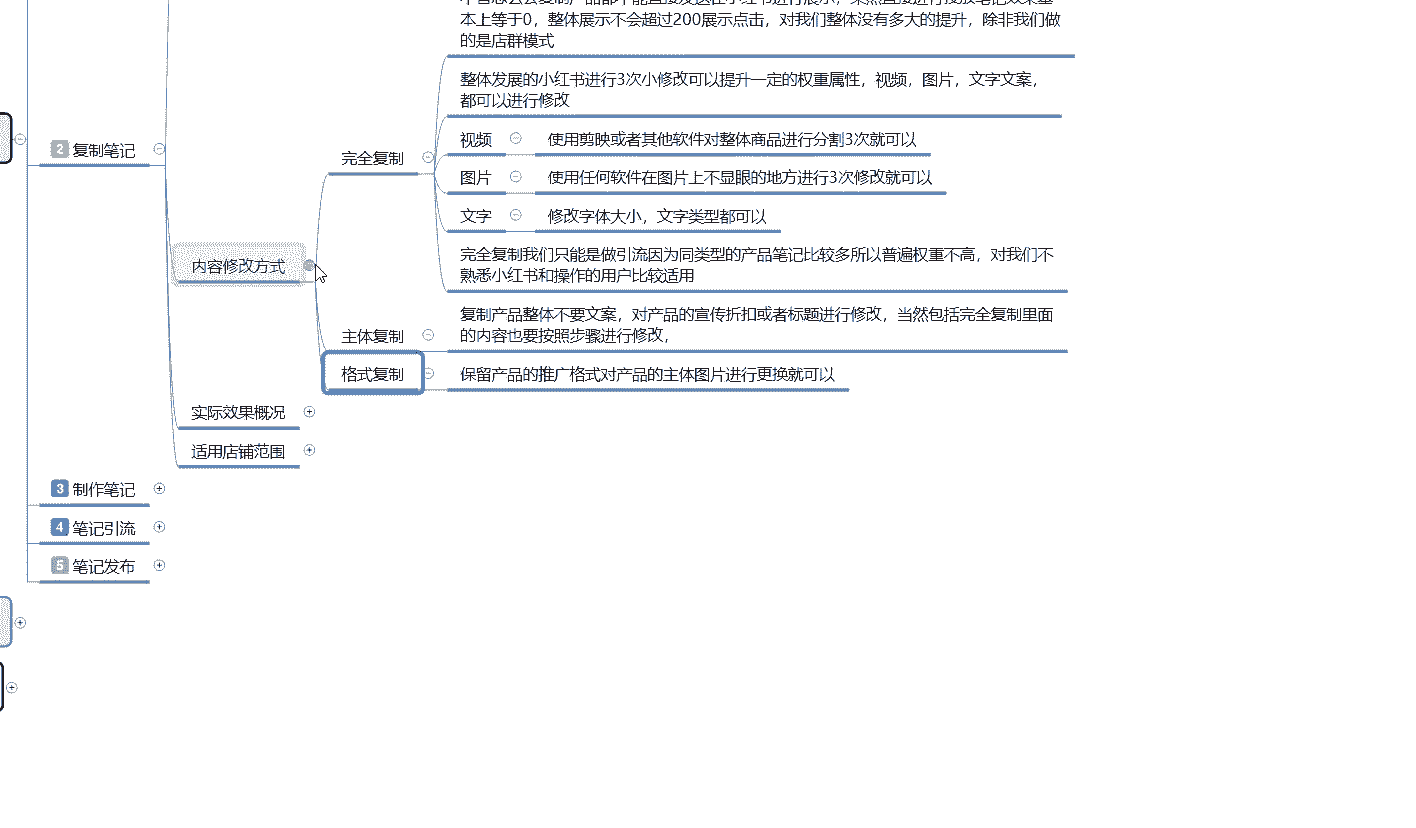 本上等于0，整体展示不会超过200展示点击，对我们整体没有多大的提升，除非我们做
的是店群模式
整体发展的小红书进行3次小修改可以提升一定的权重属性，视频，图片，文字文案，
都可以进行修改
2 复制笔记
完全复制
视频
使用剪映或者其他软件对整体商品进行分割3次就可以
图片
使用任何软件在图片上不显眼的地方进行3次修改就可以
文字
修改字体大小，文字类型都可以
完全复制我们只能是做引流因为同类型的产品笔记比较多所以普遍权重不高，对我们不
熟悉小红书和操作的用户比较适用
内容修改方式
主体复制
复制产品整体不要文案，对产品的宣传折扣或者标题进行修改，当然包括完全复制里面
的内容也要按照步骤进行修改，
格式复制
保留产品的推广格式对产品的主体图片进行更换就可以
实际效果概况
适用店铺范围
3 制作笔记
4 笔记引流
5 笔记发布